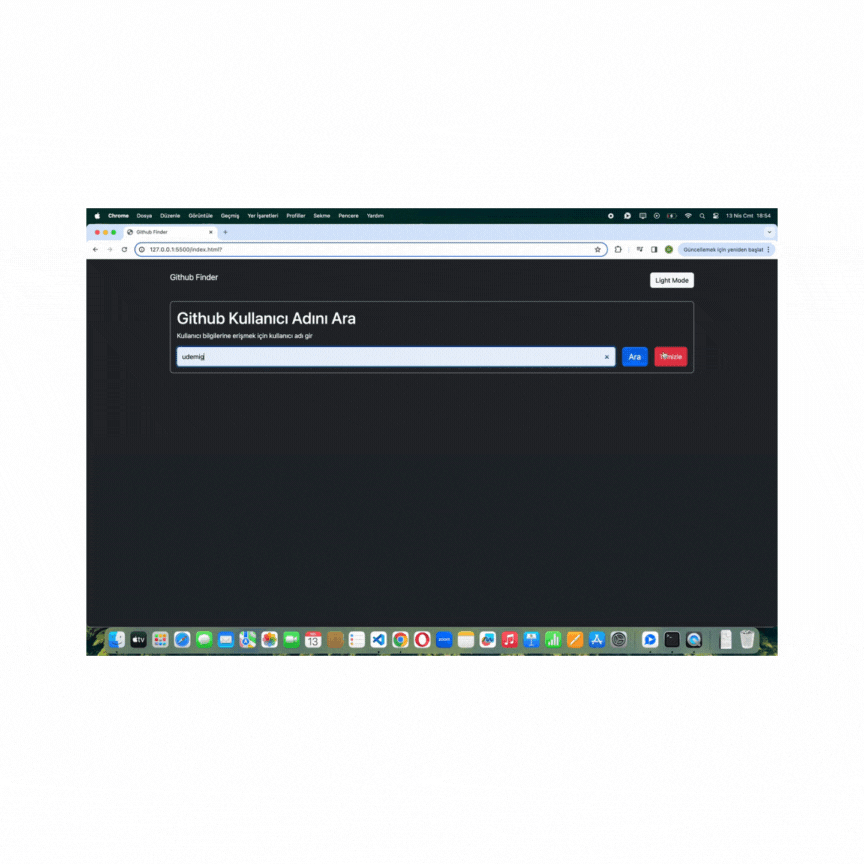 Chrome Dosya Düzenle Görüntüle Geçmiş Yer İşaretleri Profiller Sekme Pencere Yardım 13 Nis Cmt 18:54
Github Finder
127.0.0.1:5500/index.html? Güncellemek için yeniden başlat
Github Finder
Light Mode
Github Kullanıcı Adını Ara
Kullanıcı bilgilerine erişmek için kullanıcı adı gir
udemig Ara Temizle
tv 13 zoom